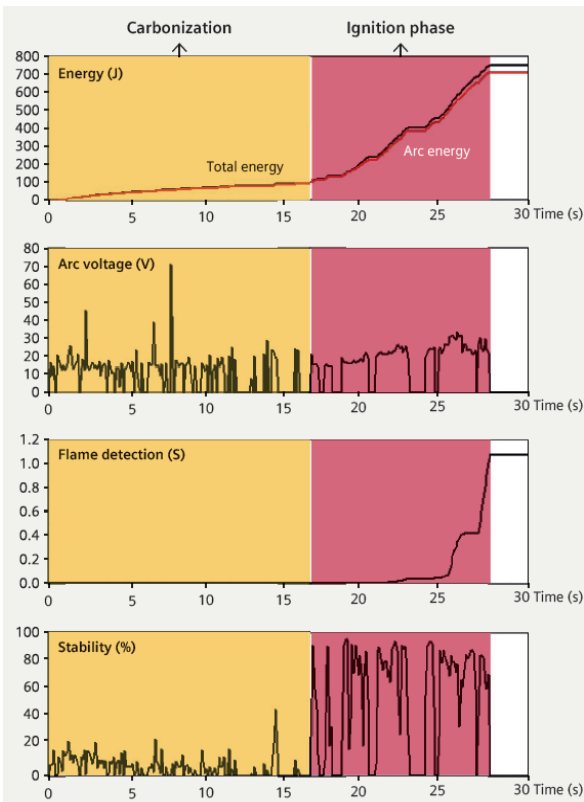 Carbonization Ignition phase
800
700
600
500
400
300
200
100
0
Energy (J)
Total energy
Arc energy
0 5 10 15 20 25 30 Time (s)
80
70
60
50
40
30
20
10
0
Arc voltage (V)
0 5 10 15 20 25 30 Time (s)
1.2
1.0
0.8
0.6
0.4
0.2
0.0
Flame detection (S)
0 5 10 15 20 25 30 Time (s)
100
80
60
40
20
0
Stability (%)
0 5 10 15 20 25 30 Time (s)